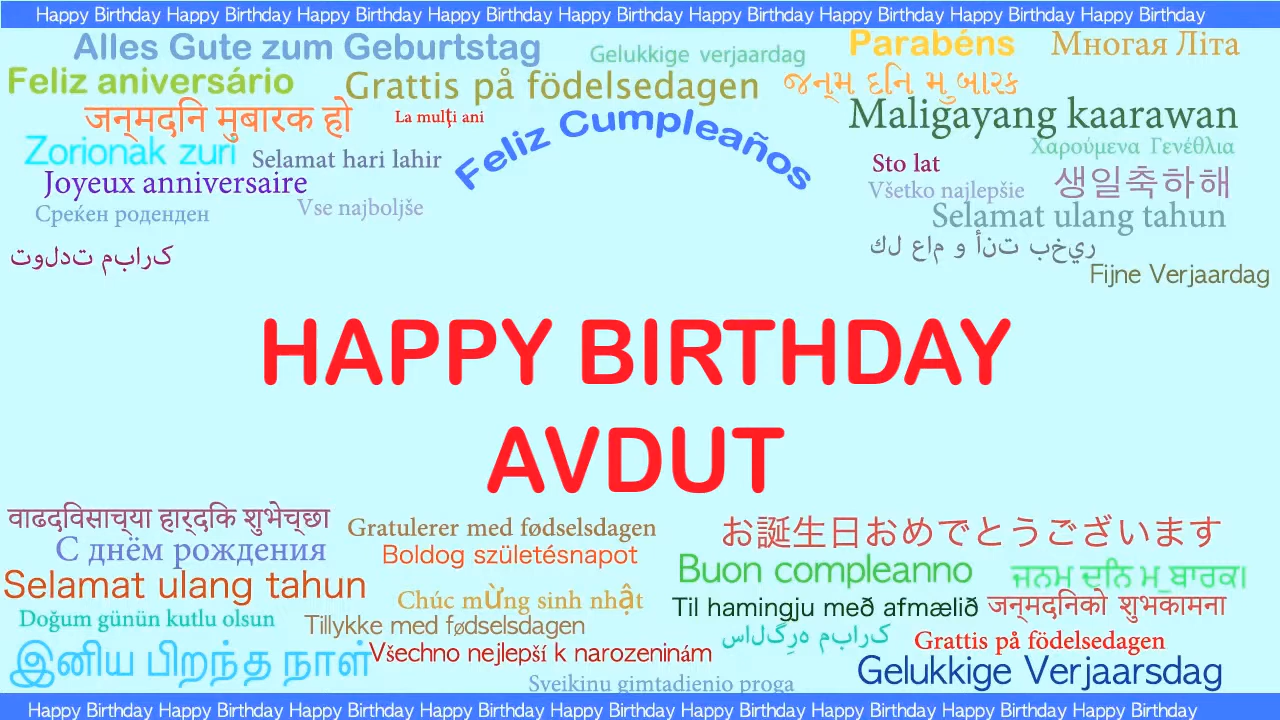 Happy Birthday Happy Birthday Happy Birthday Happy Birthday Happy Birthday Happy Birthday Happy Birthday Happy Birthday Happy Birthday
Alles Gute zum Geburtstag
Gelukkige verjaardag
Parabéns
Многая Літа
Feliz aniversário
Grattis på födelsedagen
જન્મ દનિ મુ બારક
जन्मदनि मुबारक हो
La mulţi ani
Feliz Cumpleaños
Maligayang kaarawan
Zorionak zuri
Selamat hari lahir
Χαρούμενα Γενέθλια
Sto lat
Joyeux anniversaire
Všetko najlepšie
생일축하해
Среќен роденден
Vse najboljše
Selamat ulang tahun
تولدت مبارک
كل عام و أنت بخير
Fijne Verjaardag
HAPPY BIRTHDAY
AVDUT
वाढदविसाच्या हार्दकि शुभेच्छा
Gratulerer med fødselsdagen
お誕生日おめでとうございます
С днём рождения
Boldog születésnapot
Buon compleanno
ਜਨਮ ਦਨਿ ਮੁ ਬਾਰਕ।
Selamat ulang tahun
Chúc mừng sinh nhật
Til hamingju með afmælið
जन्मदनिको शुभकामना
Doğum günün kutlu olsun
Tillykke med fødselsdagen
سالگِرہ مبارک
Grattis på födelsedagen
இனிய பிறந்த நாள்
Všechno nejlepší k narozeninám
Gelukkige Verjaarsdag
Sveikinu gimtadienio proga
Happy Birthday Happy Birthday Happy Birthday Happy Birthday Happy Birthday Happy Birthday Happy Birthday Happy Birthday Happy Birthday